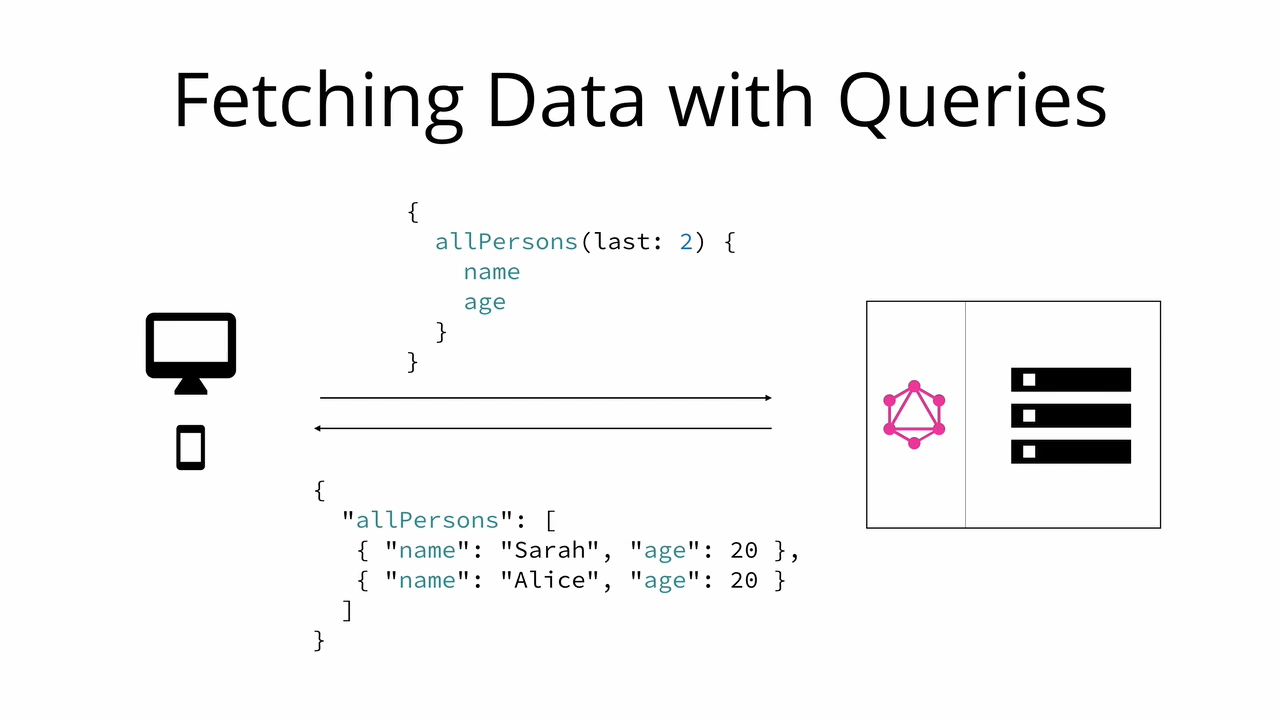 Fetching Data with Queries
{
  allPersons(last: 2) {
    name
    age
  }
}
{
  "allPersons": [
   { "name": "Sarah", "age": 20 },
   { "name": "Alice", "age": 20 }
  ]
}